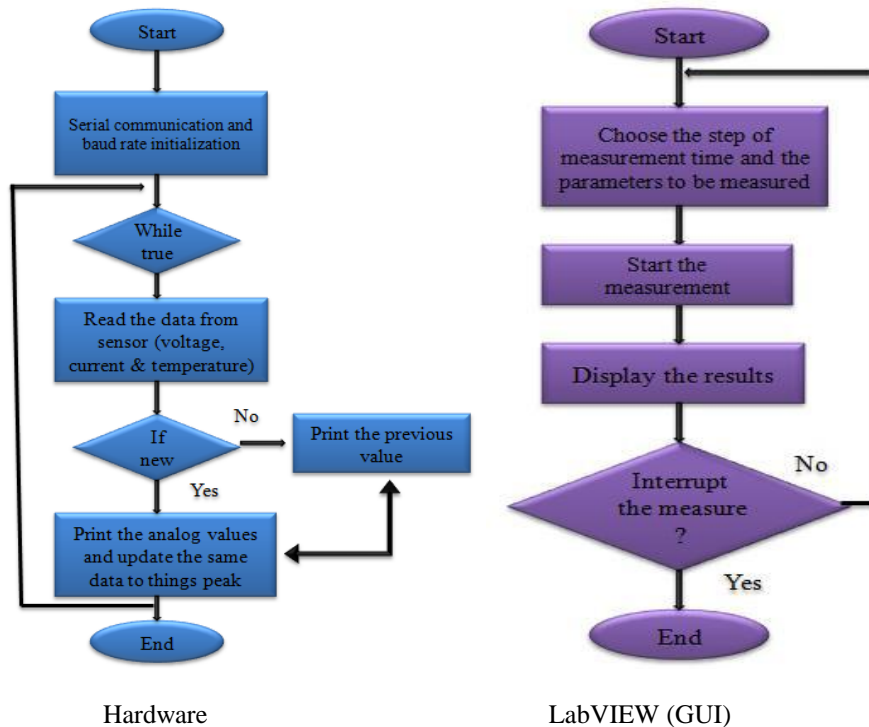 Start
Serial communication and
baud rate initialization
While
true
Read the data from
sensor (voltage,
current & temperature)
If
new
No
Print the previous
value
Yes
Print the analog values
and update the same
data to things peak
End
Hardware
Start
Choose the step of
measurement time and the
parameters to be measured
Start the
measurement
Display the results
Interrupt
the measure
?
No
Yes
End
LabVIEW (GUI)